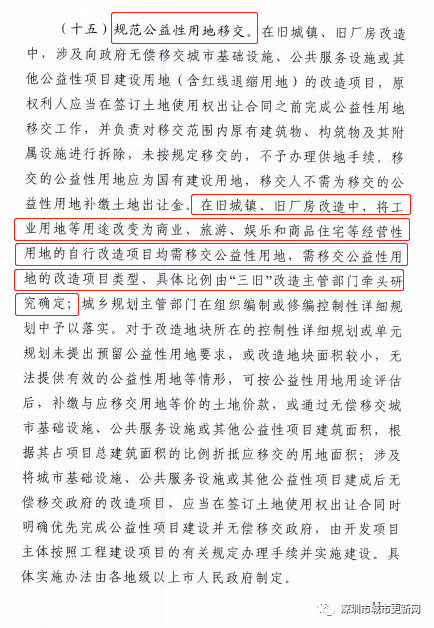 （十五）规范公益性用地移交。在旧城镇、旧厂房改造
中，涉及向政府无偿移交城市基础设施、公共服务设施或其
他公益性项目建设用地（含红线退缩用地）的改造项目，原
权利人应当在签订土地使用权出让合同之前完成公益性用地
移交工作，并负责对移交范围内原有建筑物、构筑物及其附
属设施进行拆除，未按规定移交的，不予办理供地手续。移
交的公益性用地应为国有建设用地，移交人不需为移交的公
益性用地补缴土地出让金。在旧城镇、旧厂房改造中，将工
业用地等用途改变为商业、旅游、娱乐和商品住宅等经营性
用地的自行改造项目均需移交公益性用地，需移交公益性用
地的改造项目类型、具体比例由“三旧”改造主管部门牵头研
究确定；城乡规划主管部门在组织编制或修编控制性详细规
划中予以落实。对于改造地块所在的控制性详细规划或单元
规划未提出预留公益性用地要求，或改造地块面积较小，无
法提供有效的公益性用地等情形，可按公益性用地用途评估
后，补缴与应移交用地等价的土地价款，或通过无偿移交城
市基础设施、公共服务设施或其他公益性项目建筑面积，根
据其占项目总建筑面积的比例折抵应移交的用地面积；涉及
将城市基础设施、公共服务设施或其他公益性项目建成后无
偿移交政府的改造项目，应当在签订土地使用权出让合同时
明确优先完成公益性项目建设并无偿移交政府，由开发项目
主体按照工程建设项目的有关规定办理手续并实施建设。具
体实施办法由各地级以上市人民政府制定。
深圳市城市更新网